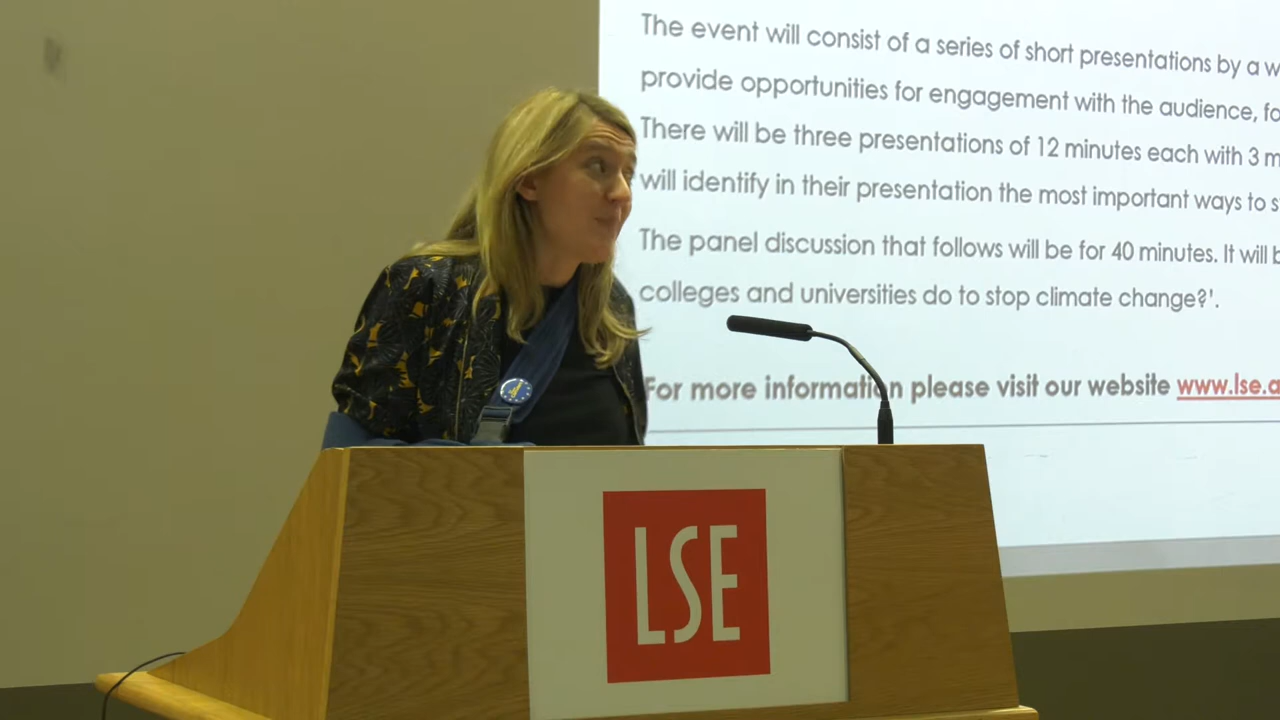 The event will consist of a series of short presentations by a
provide opportunities for engagement with the audience,
There will be three presentations of 12 minutes each with 3
will identify in their presentation the most important ways to
The panel discussion that follows will be for 40 minutes. It will
colleges and universities do to stop climate change?'.
For more information please visit our website www.lse.a
LSE